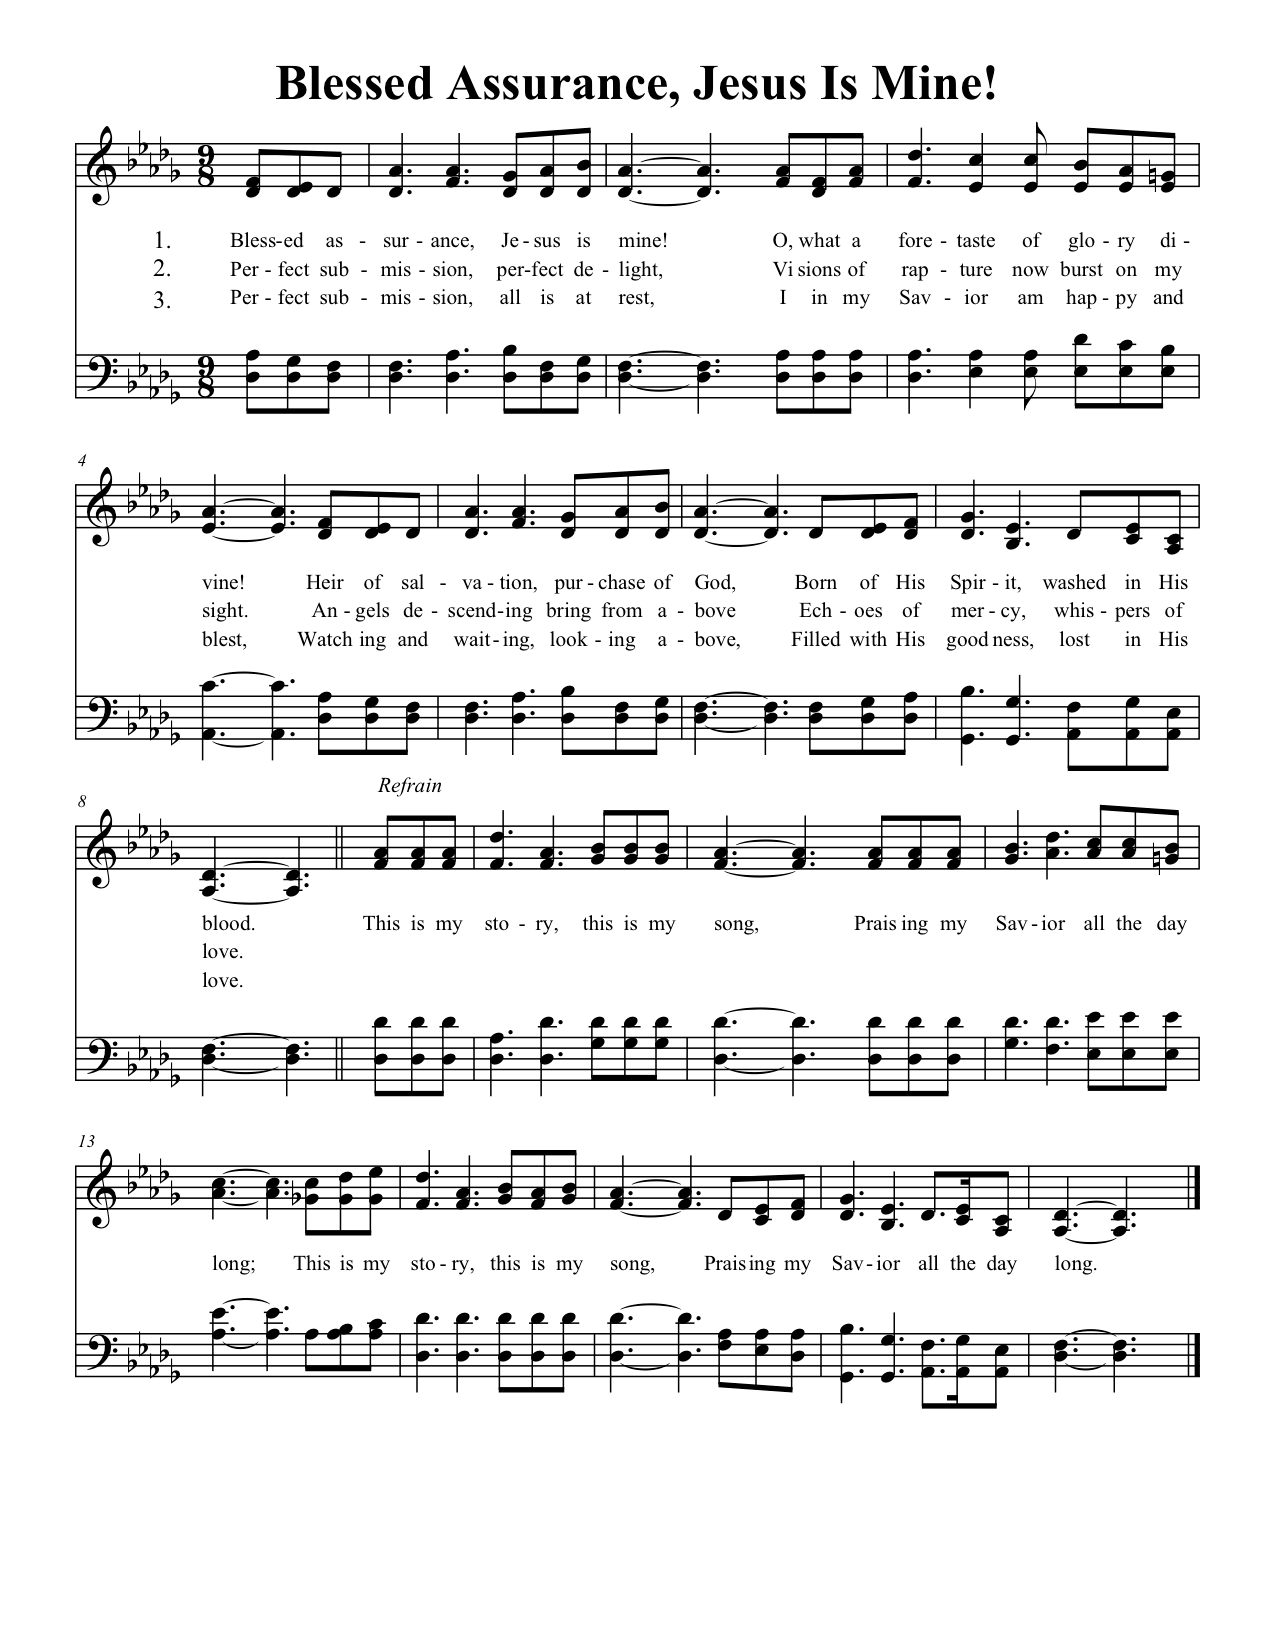 Blessed Assurance, Jesus Is Mine!
9 8
1. Bless-ed as - sur - ance, Je - sus is mine! O, what a fore - taste of glo - ry di -
2. Per - fect sub - mis - sion, per-fect de - light, Vi sions of rap - ture now burst on my
3. Per - fect sub - mis - sion, all is at rest, I in my Sav - ior am hap - py and
9 8
4
vine! Heir of sal - va - tion, pur - chase of God, Born of His Spir - it, washed in His
sight. An - gels de - scend-ing bring from a - bove Ech - oes of mer - cy, whis - pers of
blest, Watch ing and wait - ing, look - ing a - bove, Filled with His good ness, lost in His
8
Refrain
blood. This is my sto - ry, this is my song, Prais ing my Sav - ior all the day
love.
love.
13
long; This is my sto - ry, this is my song, Prais ing my Sav - ior all the day long.